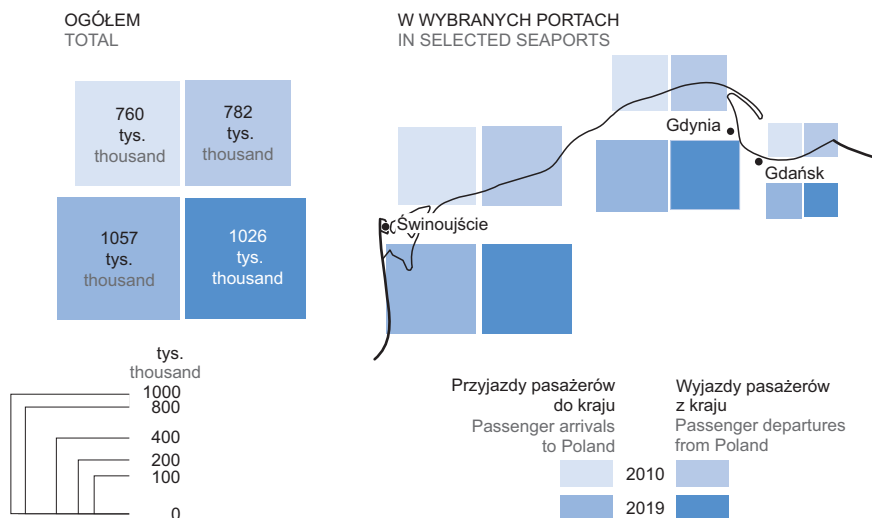 OGÓŁEM
TOTAL
W WYBRANYCH PORTACH
IN SELECTED SEAPORTS
760
tys.
thousand
782
tys.
thousand
1057
tys.
thousand
1026
tys.
thousand
Gdynia
Gdańsk
Świnoujście
tys.
thousand
1000
800
400
200
100
0
Przyjazdy pasażerów
do kraju
Passenger arrivals
to Poland
Wyjazdy pasażerów
z kraju
Passenger departures
from Poland
2010
2019